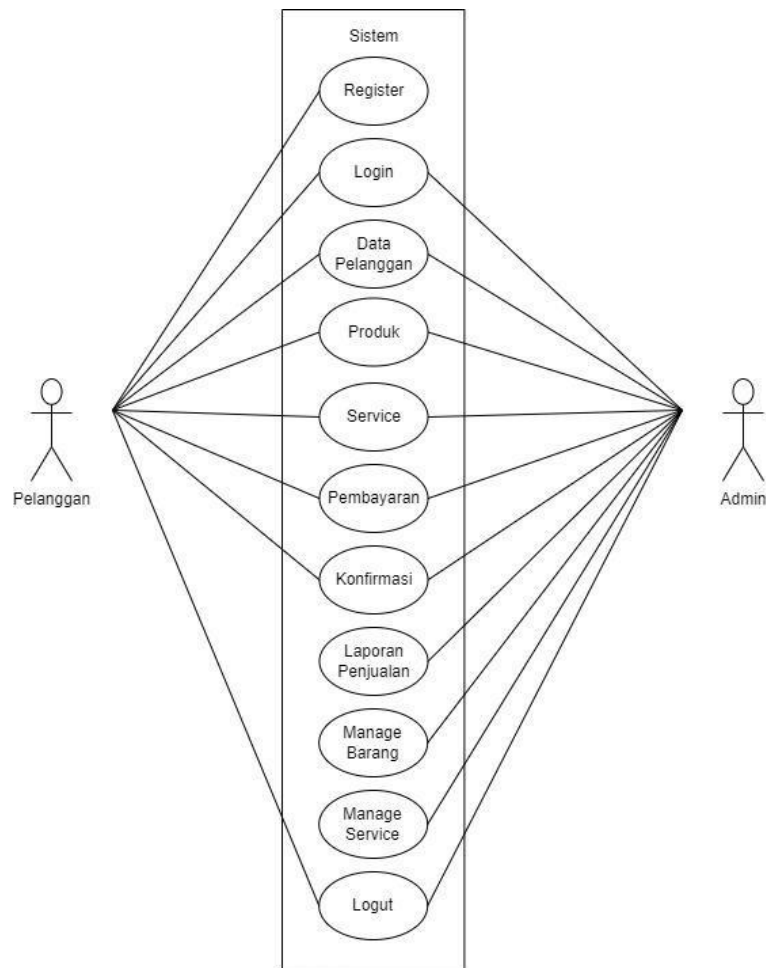 Sistem
Register
Login
Data
Pelanggan
Produk
Service
Pelanggan
Admin
Pembayaran
Konfirmasi
Laporan
Penjualan
Manage
Barang
Manage
Service
Logut